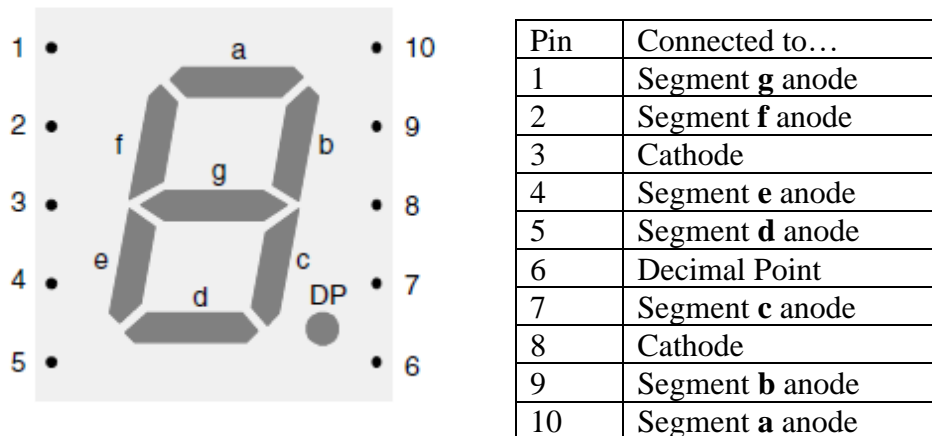 1
2
3
4
5
10
9
8
7
6
a
b
f
g
e
c
d
DP
Pin Connected to…
1 Segment g anode
2 Segment f anode
3 Cathode
4 Segment e anode
5 Segment d anode
6 Decimal Point
7 Segment c anode
8 Cathode
9 Segment b anode
10 Segment a anode